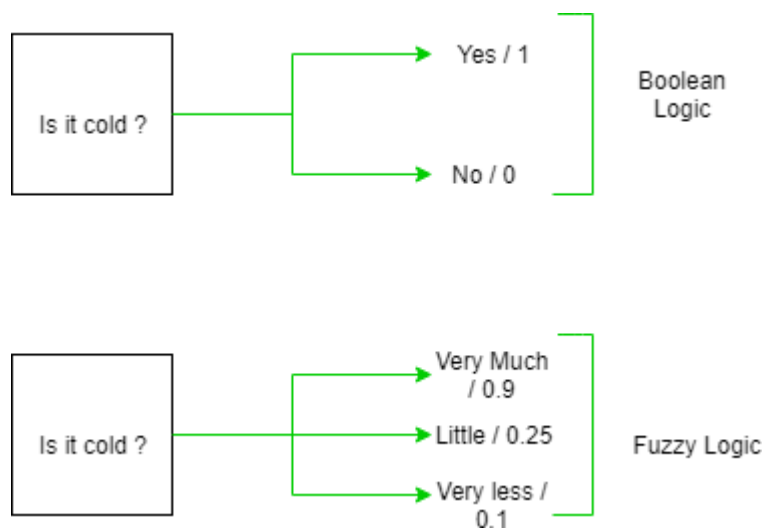 Is it cold ?
Yes / 1
No / 0
Boolean
Logic
Is it cold ?
Very Much
/ 0.9
Little / 0.25
Very less /
0.1
Fuzzy Logic